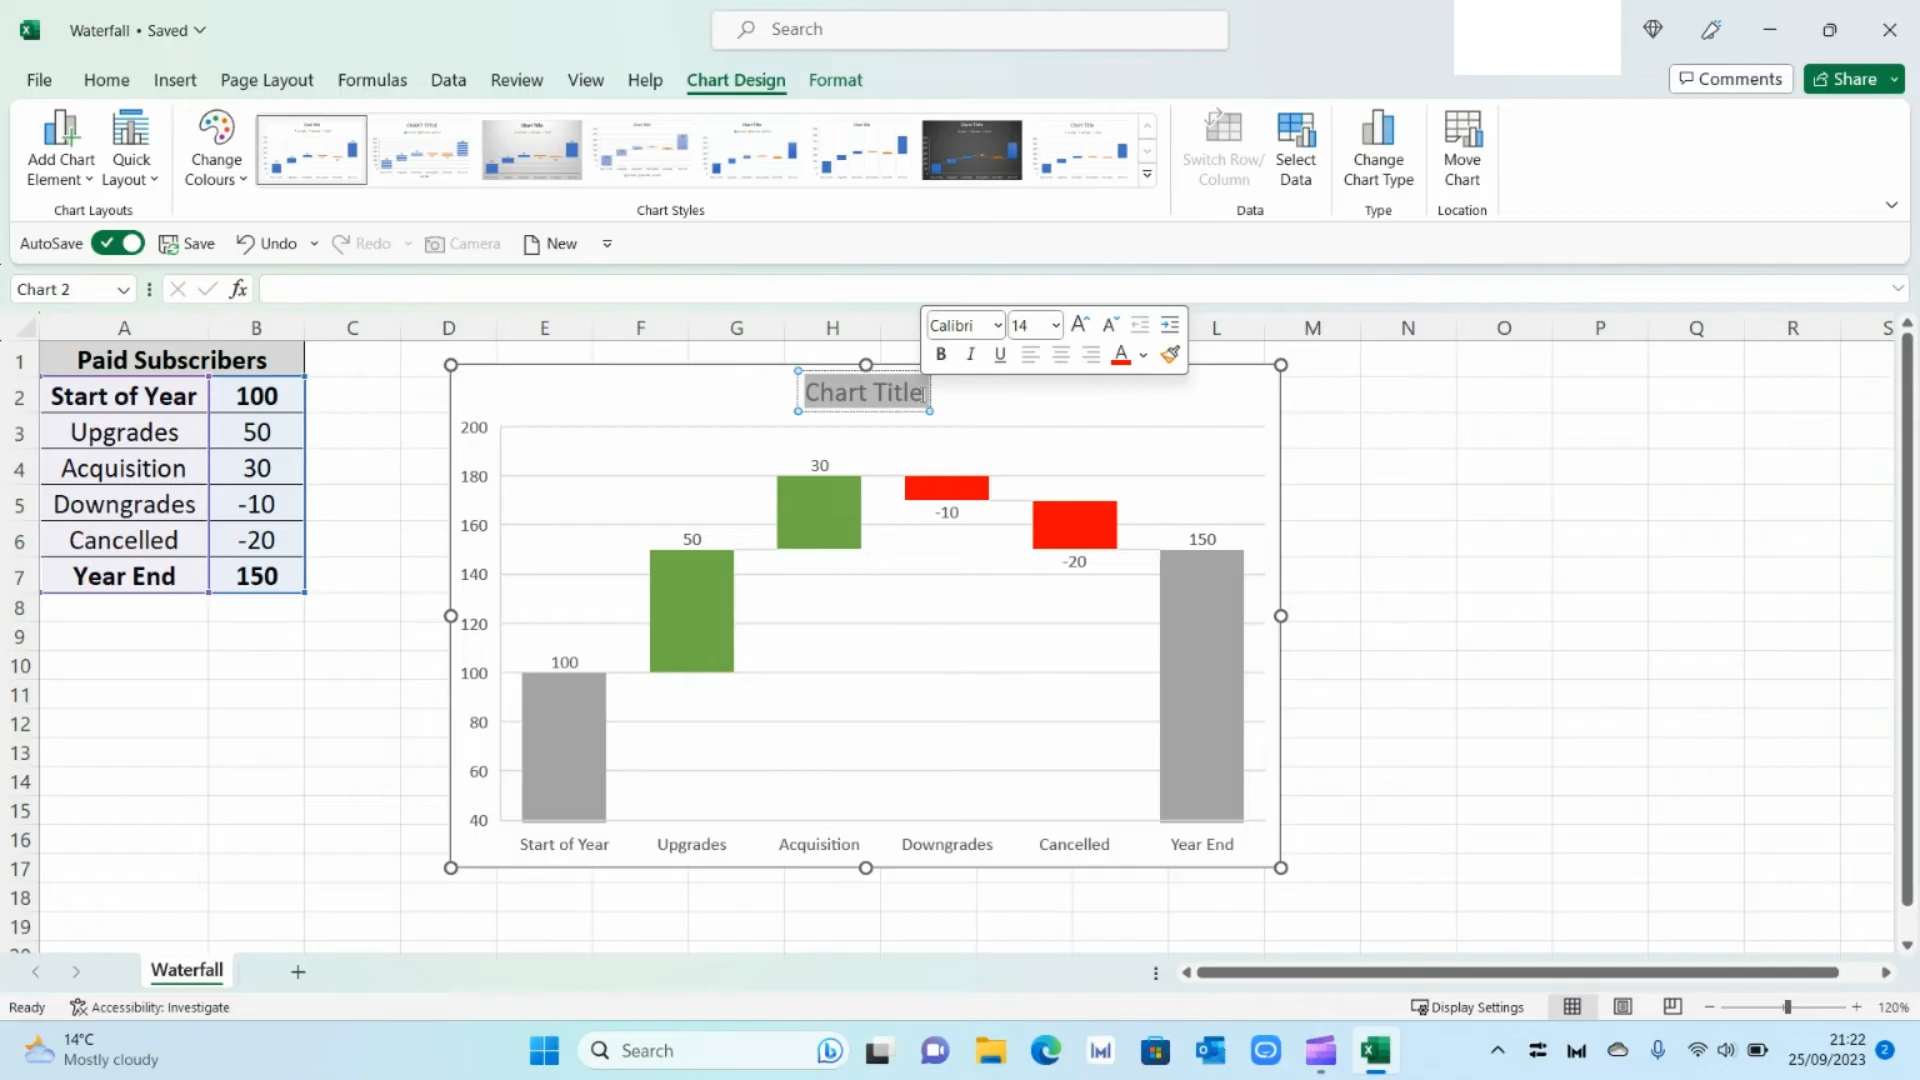 Waterfall • Saved
Search
File Home Insert Page Layout Formulas Data Review View Help Chart Design Format
Comments Share
Add Chart Element
Quick Layout
Change Colours
Switch Row/ Column
Select Data
Change Chart Type
Move Chart
Chart Layouts
Chart Styles
Data
Type
Location
AutoSave Save Undo Redo Camera New
Chart 2
fx
Calibri 14
B I U A
A B C D E F G H L M N O P Q R S
1 Paid Subscribers
2 Start of Year 100
3 Upgrades 50
4 Acquisition 30
5 Downgrades -10
6 Cancelled -20
7 Year End 150
8
9
10
11
12
13
14
15
16
17
18
19
Chart Title
200
180
160
140
120
100
80
60
40
100
50
30
-10
-20
150
Start of Year Upgrades Acquisition Downgrades Cancelled Year End
Waterfall
Ready Accessibility: Investigate
Display Settings
120%
14°C
Mostly cloudy
Search
21:22
25/09/2023
2